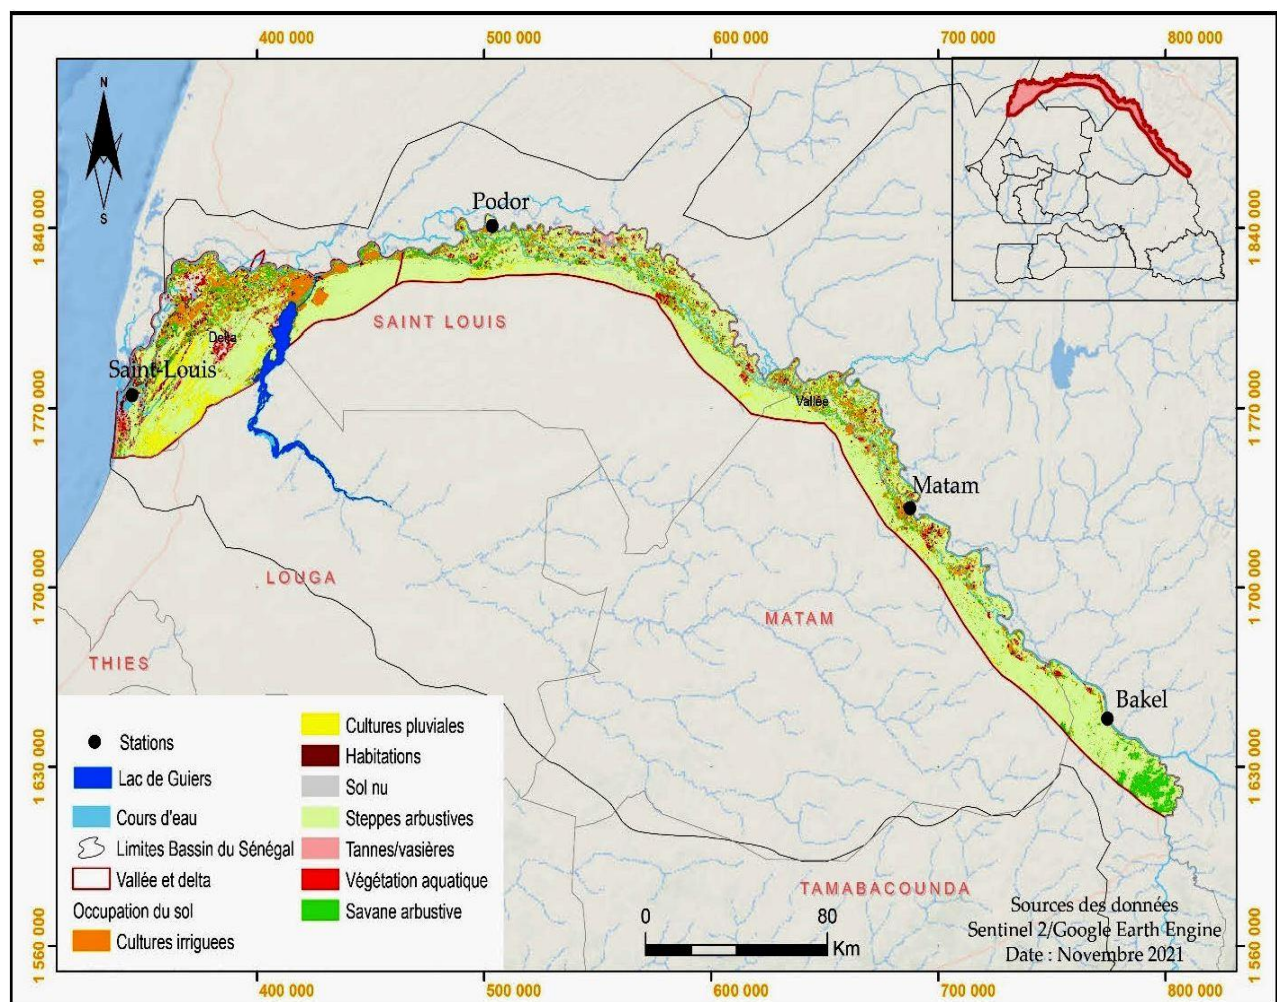 400 000
500 000
600 000
700 000
800 000
N
S
1 840 000
1 840 000
Podor
SAINT LOUIS
Delta
Saint-Louis
1 770 000
1 770 000
Vallée
Matam
1 700 000
1 700 000
LOUGA
MATAM
THIES
Bakel
1 630 000
1 630 000
Stations
Lac de Guiers
Cours d'eau
Limites Bassin du Sénégal
Vallée et delta
Occupation du sol
Cultures irriguees
Cultures pluviales
Habitations
Sol nu
Steppes arbustives
Tannes/vasières
Végétation aquatique
Savane arbustive
TAMABACOUNDA
0 80
Km
Sources des données
Sentinel 2/Google Earth Engine
Date : Novembre 2021
1 560 000
1 560 000
400 000
500 000
600 000
700 000
800 000